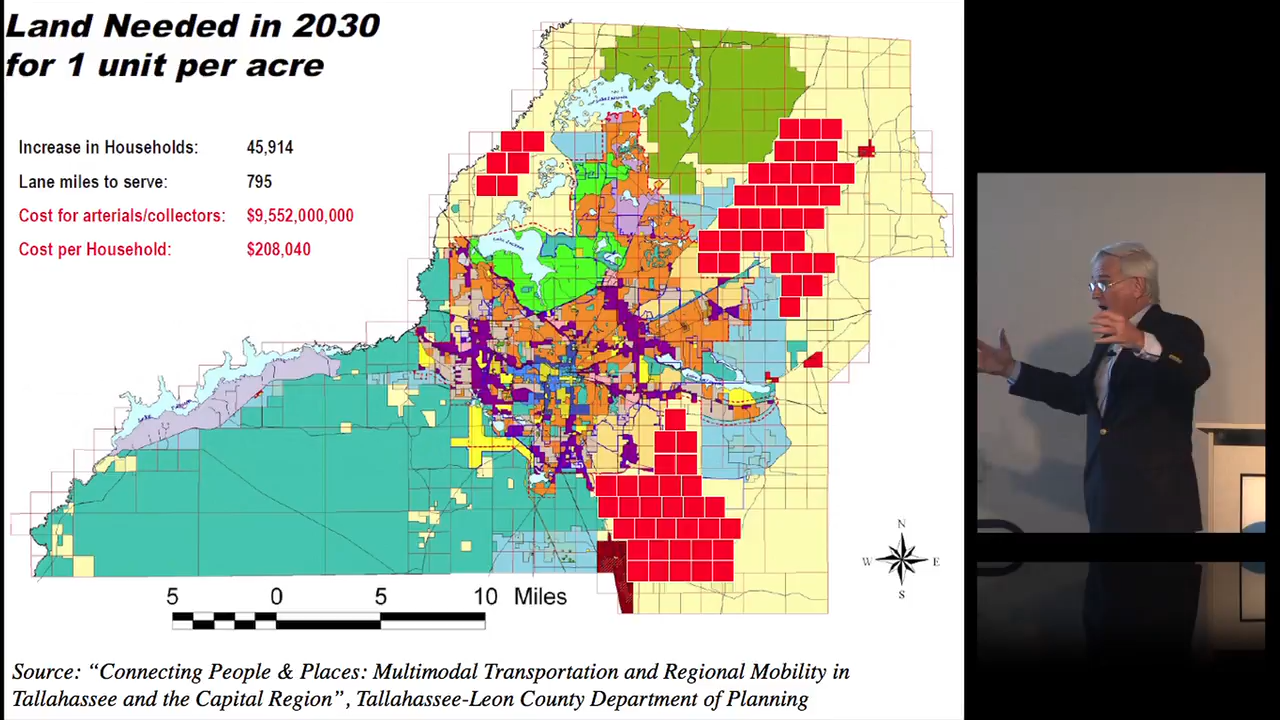 Land Needed in 2030
for 1 unit per acre
Increase in Households: 45,914
Lane miles to serve: 795
Cost for arterials/collectors: $9,552,000,000
Cost per Household: $208,040
N
W E
S
5 0 5 10 Miles
Source: “Connecting People & Places: Multimodal Transportation and Regional Mobility in
Tallahassee and the Capital Region”, Tallahassee-Leon County Department of Planning